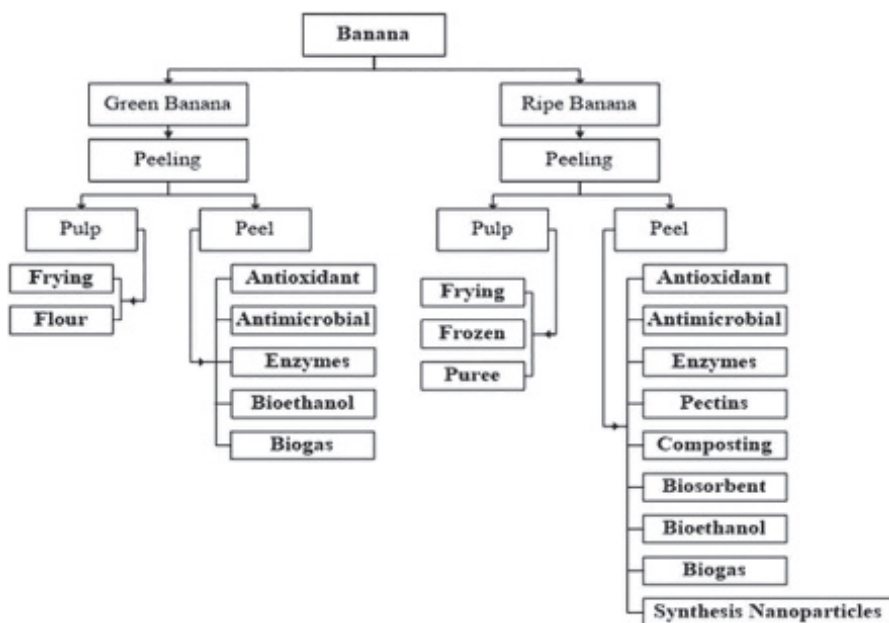 Banana
Green Banana
Ripe Banana
Peeling
Peeling
Pulp
Peel
Pulp
Peel
Frying
Flour
Antioxidant
Antimicrobial
Enzymes
Bioethanol
Biogas
Frying
Frozen
Puree
Antioxidant
Antimicrobial
Enzymes
Pectins
Composting
Biosorbent
Bioethanol
Biogas
Synthesis Nanoparticles